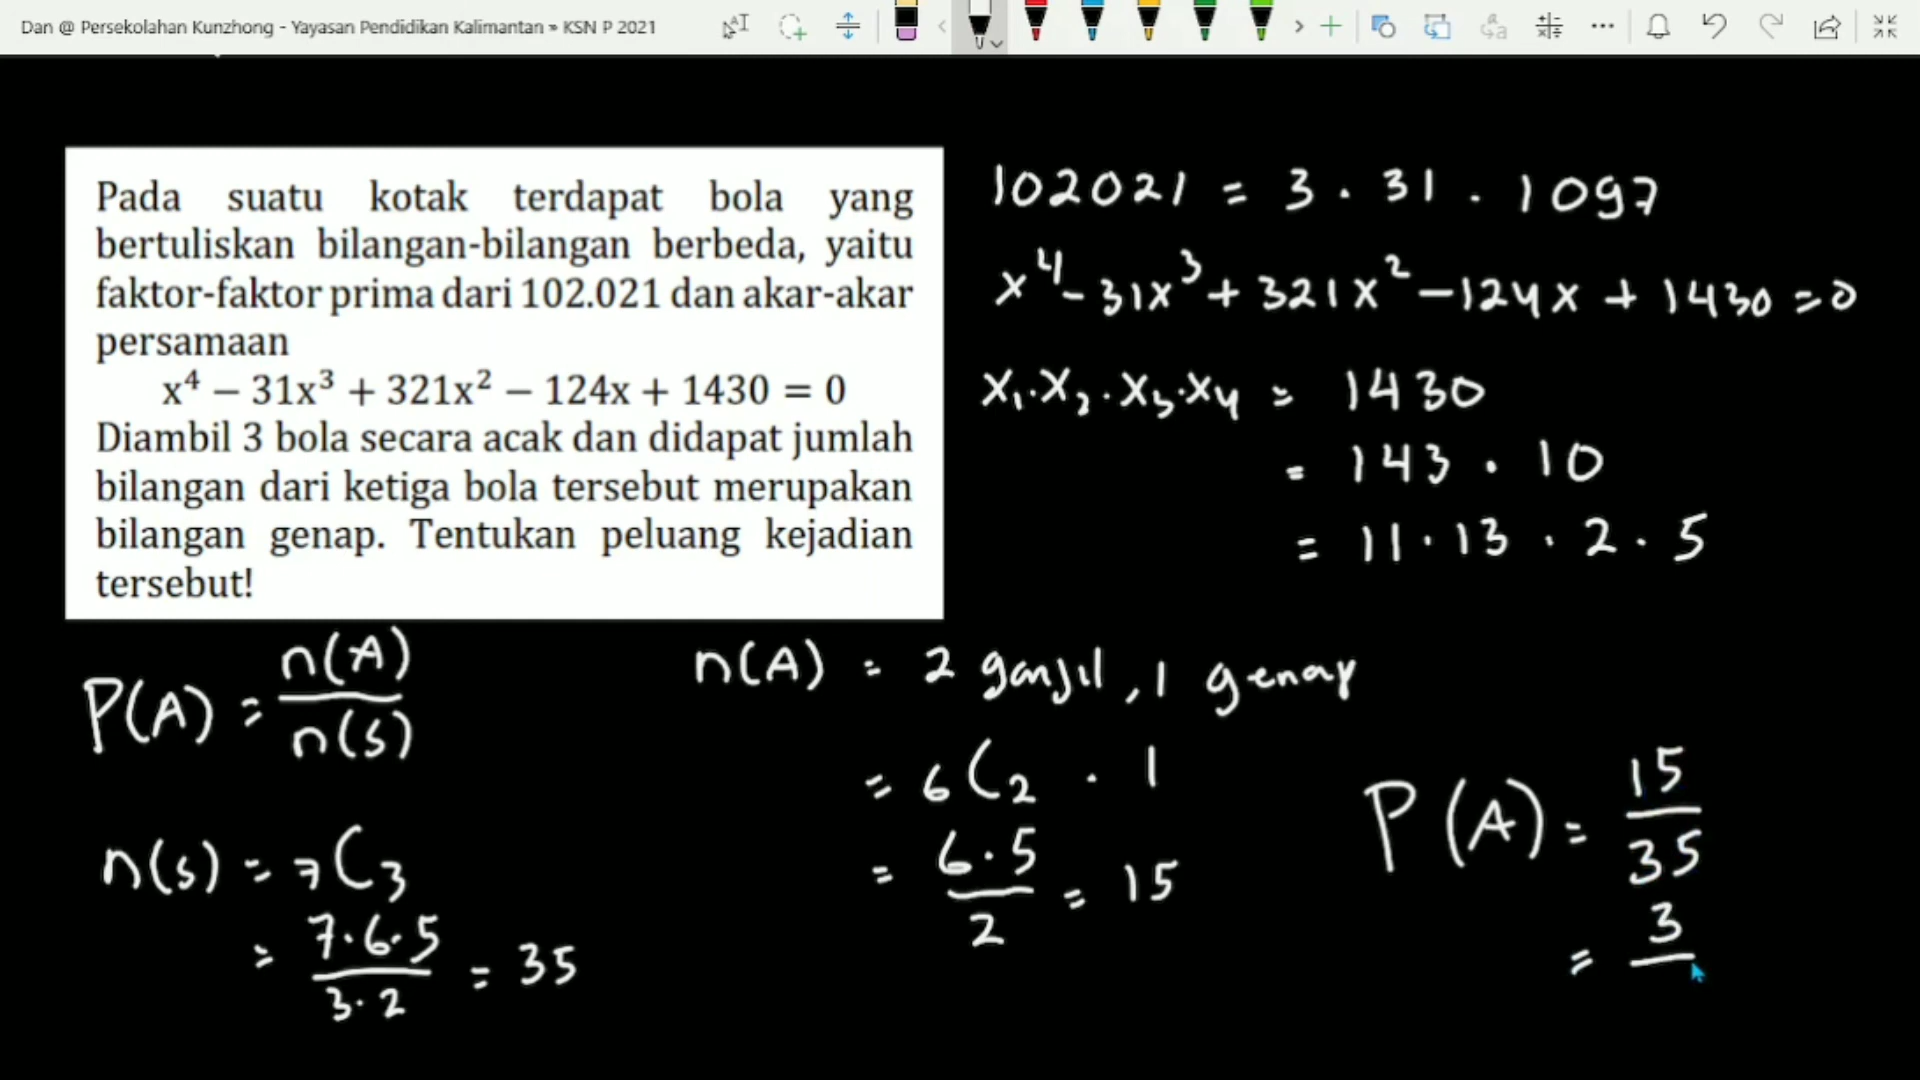 Dan @ Persekolahan Kunzhong - Yayasan Pendidikan Kalimantan » KSN P 2021
Pada suatu kotak terdapat bola yang
bertuliskan bilangan-bilangan berbeda, yaitu
faktor-faktor prima dari 102.021 dan akar-akar
persamaan
x⁴ − 31x³ + 321x² − 124x + 1430 = 0
Diambil 3 bola secara acak dan didapat jumlah
bilangan dari ketiga bola tersebut merupakan
bilangan genap. Tentukan peluang kejadian
tersebut!
102021 = 3 . 31 . 1097
x⁴ - 31x³ + 321x² - 124x + 1430 = 0
x₁ . x₂ . x₃ . x₄ = 1430
= 143 . 10
= 11 . 13 . 2 . 5
P(A) = n(A)/n(S)
n(S) = ₇C₃
= 7.6.5/3.2 = 35
n(A) = 2 ganjil, 1 genap
= ₆C₂ . 1
= 6.5/2 = 15
P(A) = 15/35
= 3/